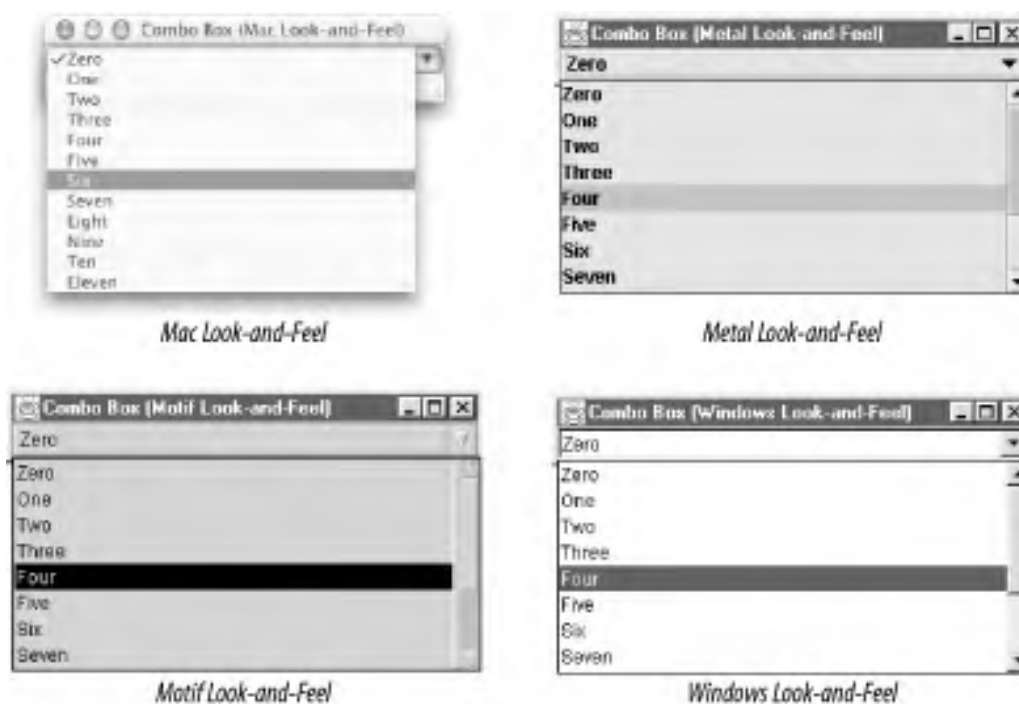 Combo Box (Mac Look-and-Feel)
✓Zero
One
Two
Three
Four
Five
Six
Seven
Eight
Nine
Ten
Eleven
Mac Look-and-Feel
Combo Box (Metal Look-and-Feel)
Zero
Zero
One
Two
Three
Four
Five
Six
Seven
Metal Look-and-Feel
Combo Box (Motif Look-and-Feel)
Zero
Zero
One
Two
Three
Four
Five
Six
Seven
Motif Look-and-Feel
Combo Box (Windows Look-and-Feel)
Zero
Zero
One
Two
Three
Four
Five
Six
Seven
Windows Look-and-Feel